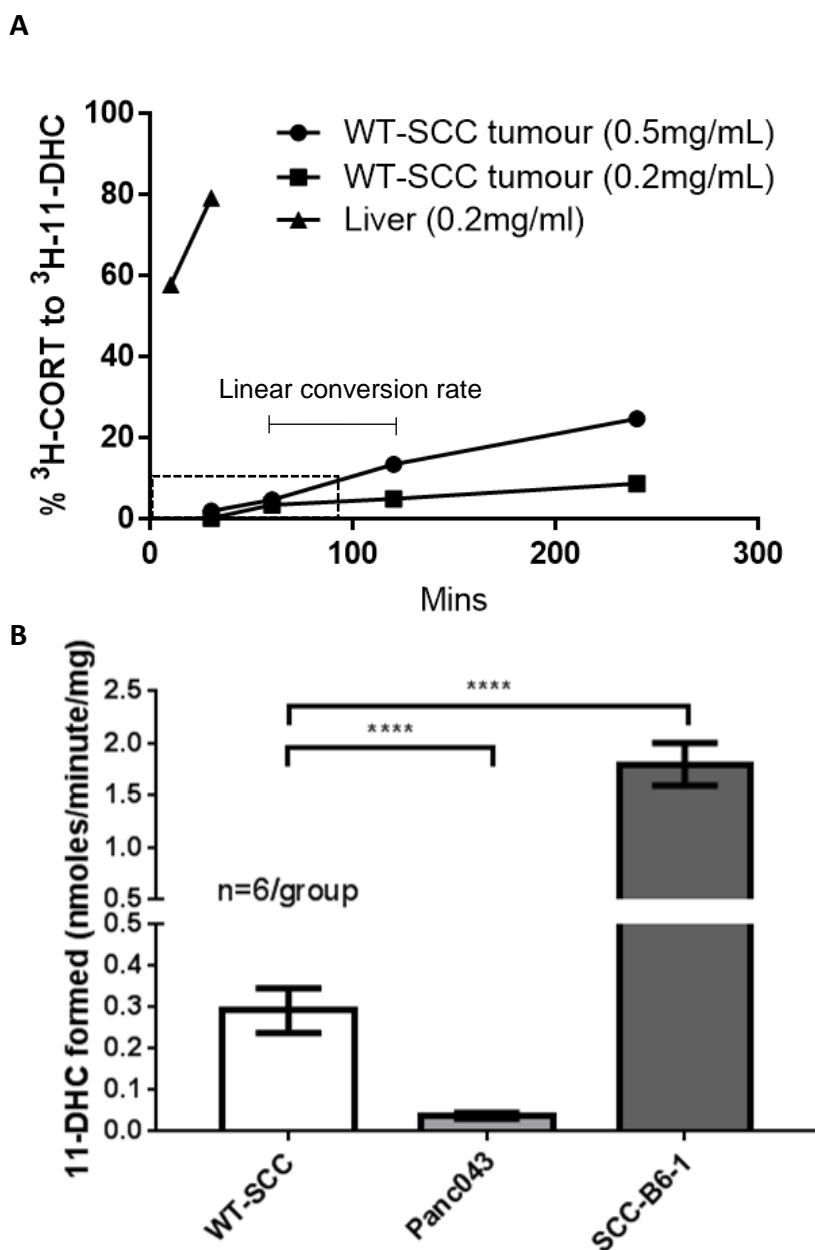 A
% ³H-CORT to ³H-11-DHC
100
80
60
40
20
0
WT-SCC tumour (0.5mg/mL)
WT-SCC tumour (0.2mg/mL)
Liver (0.2mg/ml)
Linear conversion rate
0 100 200 300
Mins
B
11-DHC formed (nmoles/minute/mg)
2.5
2.0
1.5
1.0
0.5
0.5
0.4
0.3
0.2
0.1
0.0
****
****
n=6/group
WT-SCC
Panc043
SCC-B6-1